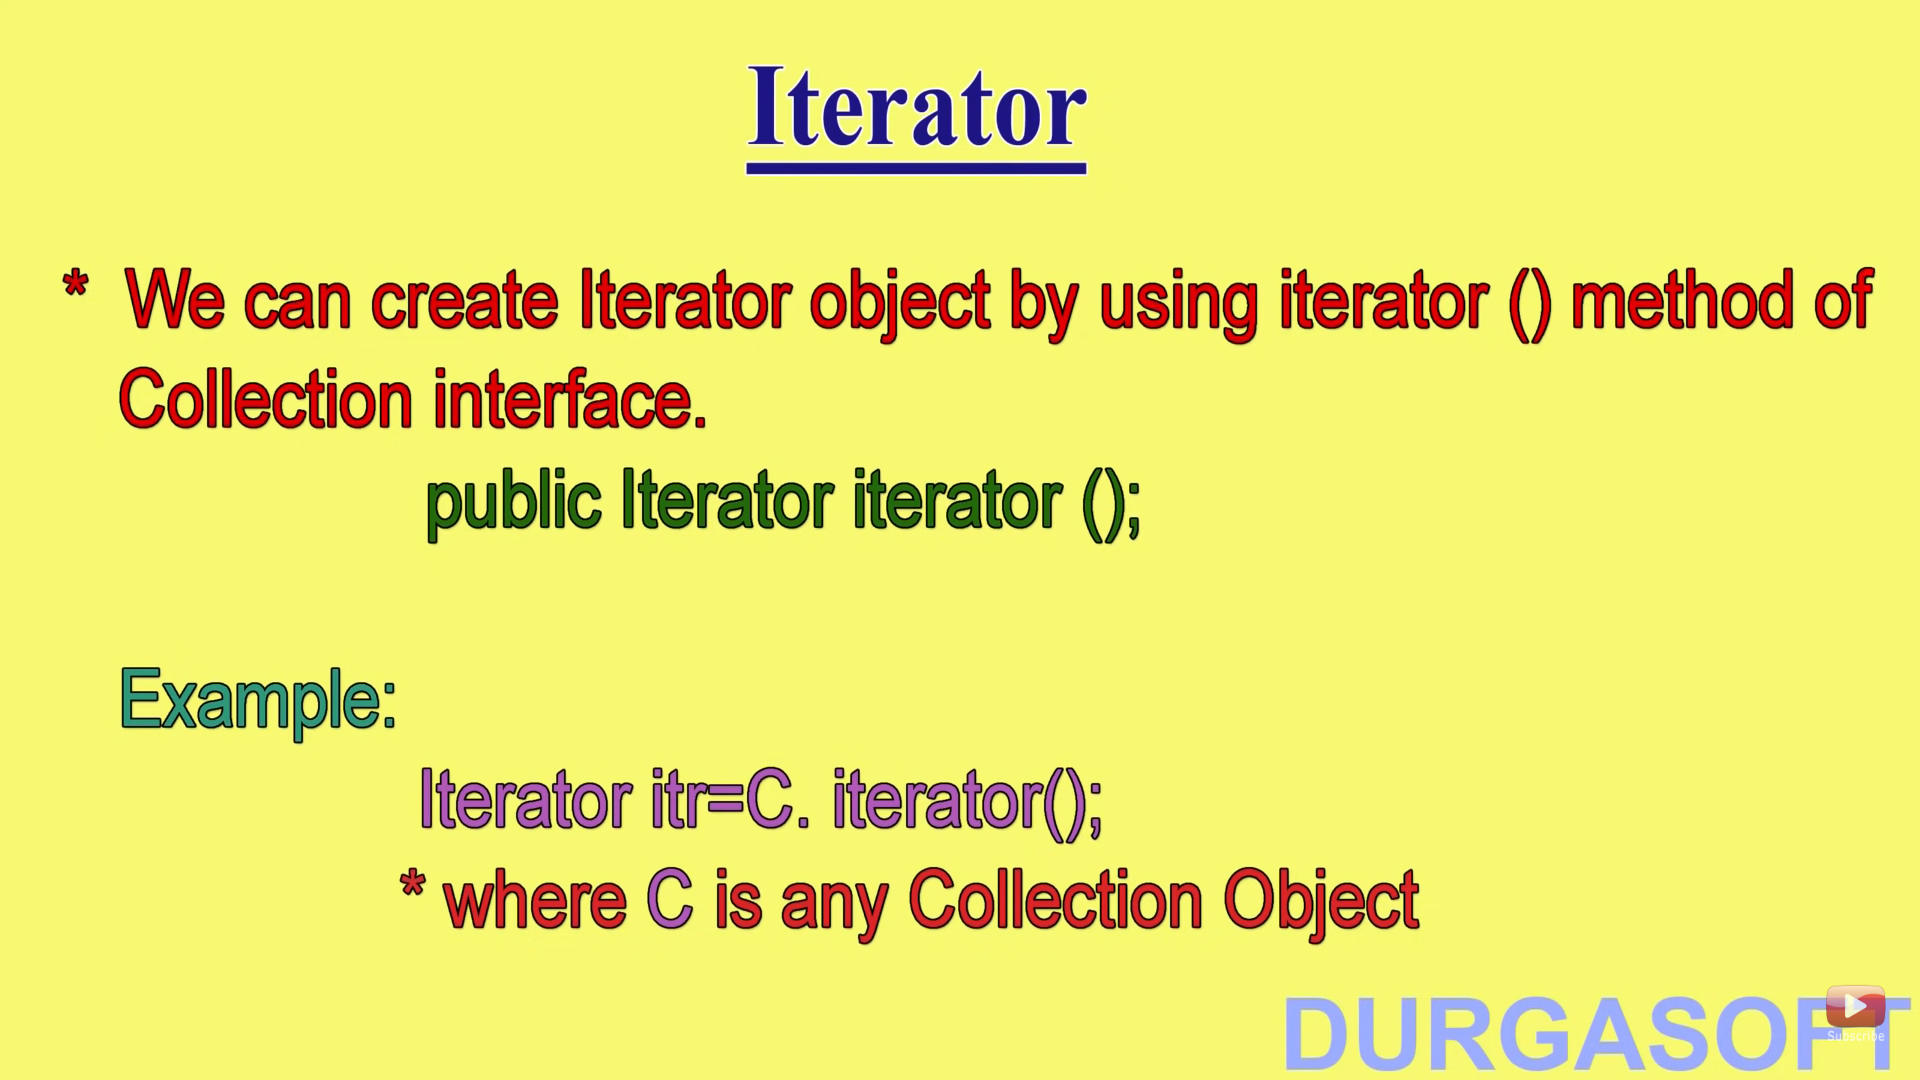 Iterator
* We can create Iterator object by using iterator () method of
Collection interface.
public Iterator iterator ();
Example:
Iterator itr=C. iterator();
* where C is any Collection Object
DURGASOFT
Subscribe